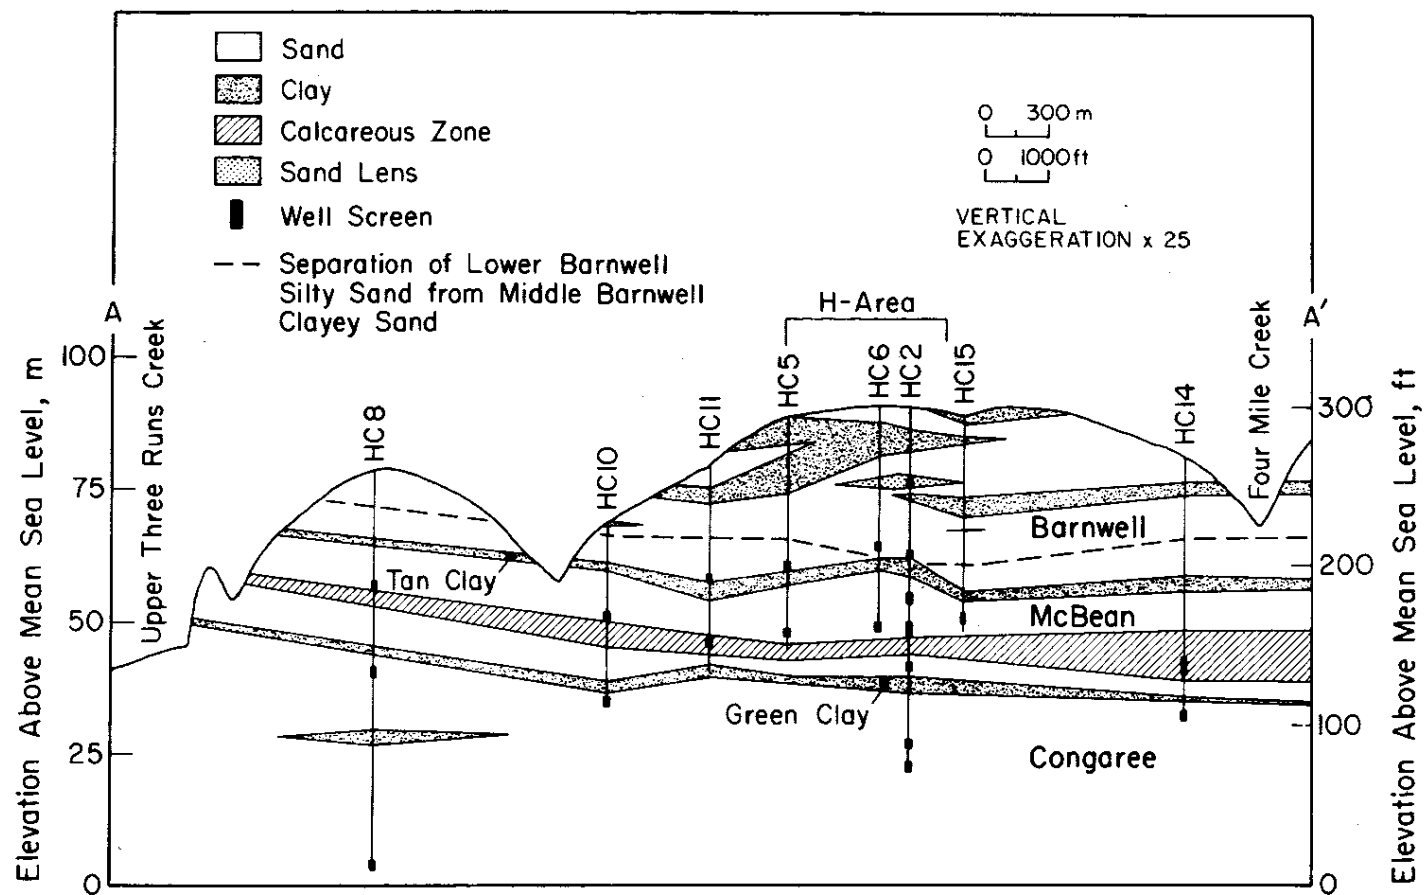 Sand
Clay
Calcareous Zone
Sand Lens
Well Screen
Separation of Lower Barnwell
Silty Sand from Middle Barnwell
Clayey Sand
0 300 m
0 1000 ft
VERTICAL
EXAGGERATION x 25
A
A'
H-Area
Elevation Above Mean Sea Level, m
100
75
50
25
0
Upper Three Runs Creek
HC8
HC10
HC11
HC5
HC6
HC2
HC15
HC14
Four Mile Creek
300
200
100
0
Elevation Above Mean Sea Level, ft
Barnwell
Tan Clay
McBean
Green Clay
Congaree